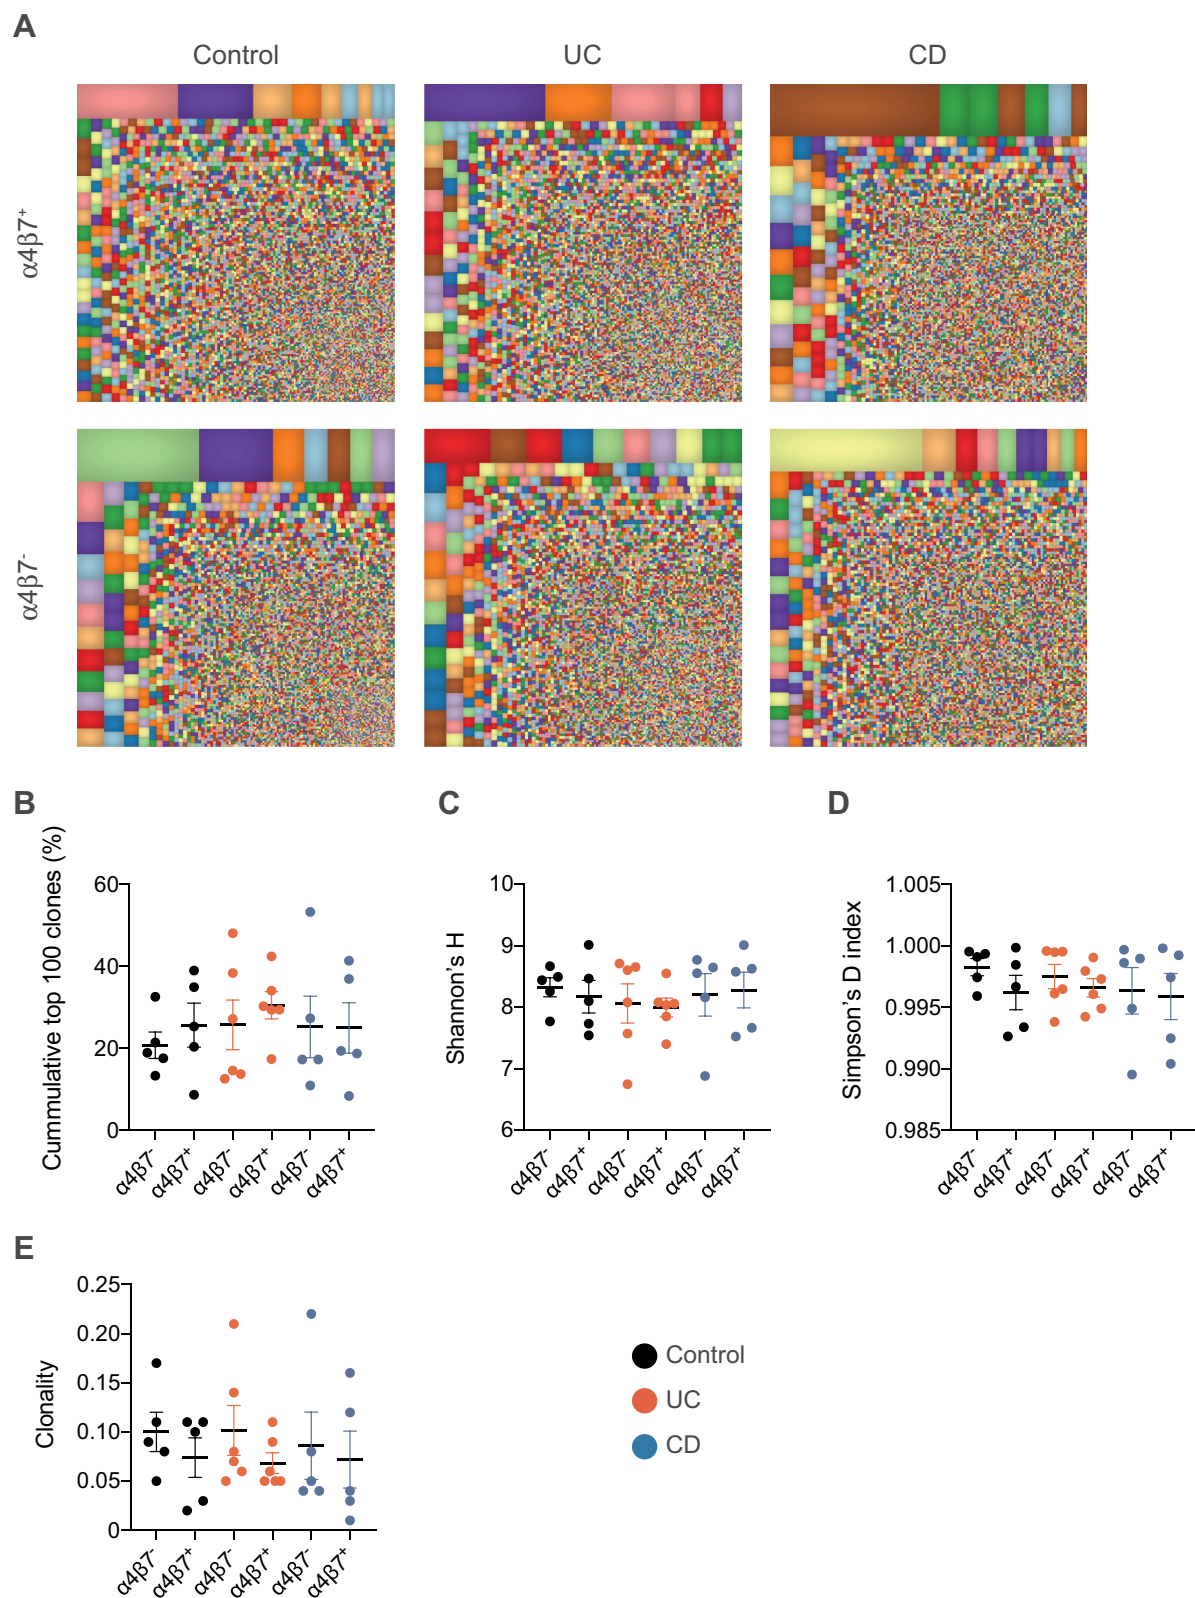 A
Control
UC
CD
α4β7⁺
α4β7⁻
B
C
D
Cummulative top 100 clones (%)
60
40
20
0
α4β7⁻
α4β7⁺
α4β7⁻
α4β7⁺
α4β7⁻
α4β7⁺
Shannon's H
10
9
8
7
6
α4β7⁻
α4β7⁺
α4β7⁻
α4β7⁺
α4β7⁻
α4β7⁺
Simpson's D index
1.005
1.000
0.995
0.990
0.985
α4β7⁻
α4β7⁺
α4β7⁻
α4β7⁺
α4β7⁻
α4β7⁺
E
Clonality
0.25
0.20
0.15
0.10
0.05
0
α4β7⁻
α4β7⁺
α4β7⁻
α4β7⁺
α4β7⁻
α4β7⁺
Control
UC
CD